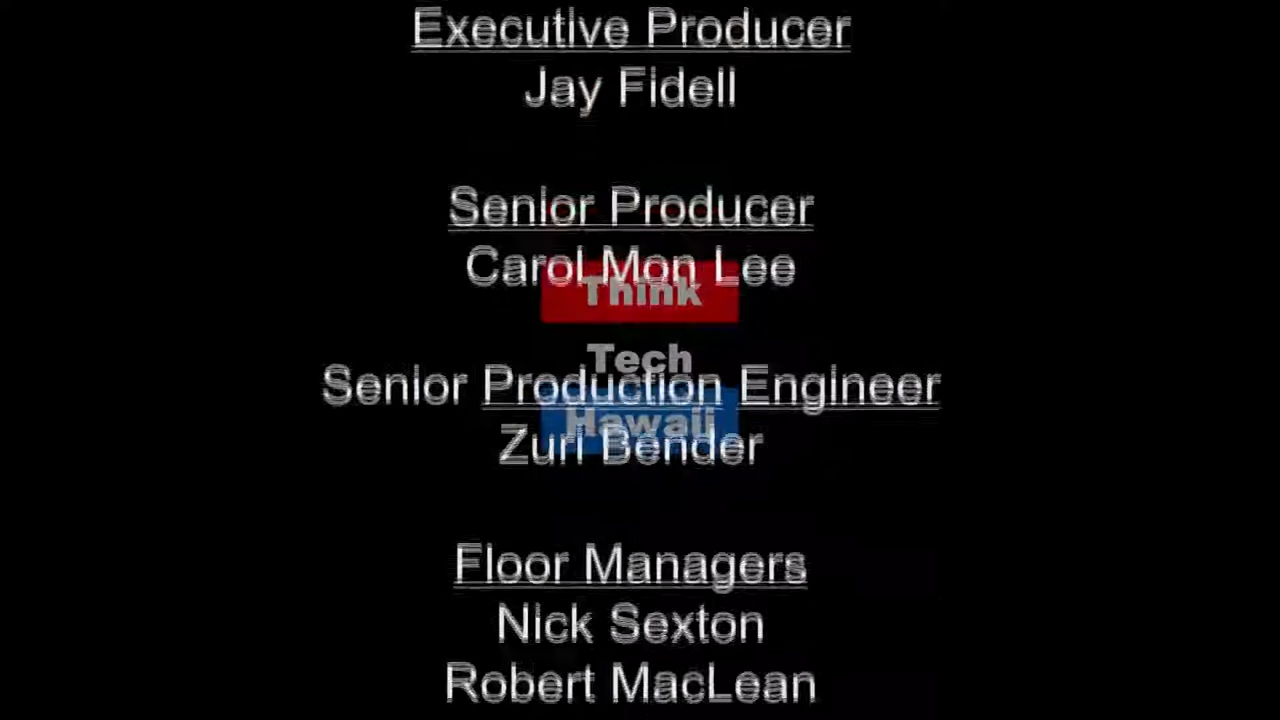 Executive Producer
Jay Fidell
Senior Producer
Carol Mon Lee
Think
Tech
Senior Production Engineer
Hawaii
Zuri Bender
Floor Managers
Nick Sexton
Robert MacLean